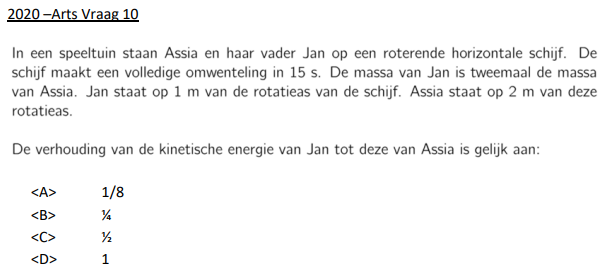 2020 –Arts Vraag 10
In een speeltuin staan Assia en haar vader Jan op een roterende horizontale schijf. De
schijf maakt een volledige omwenteling in 15 s. De massa van Jan is tweemaal de massa
van Assia. Jan staat op 1 m van de rotatieas van de schijf. Assia staat op 2 m van deze
rotatieas.
De verhouding van de kinetische energie van Jan tot deze van Assia is gelijk aan:
<A> 1/8
<B> ¼
<C> ½
<D> 1